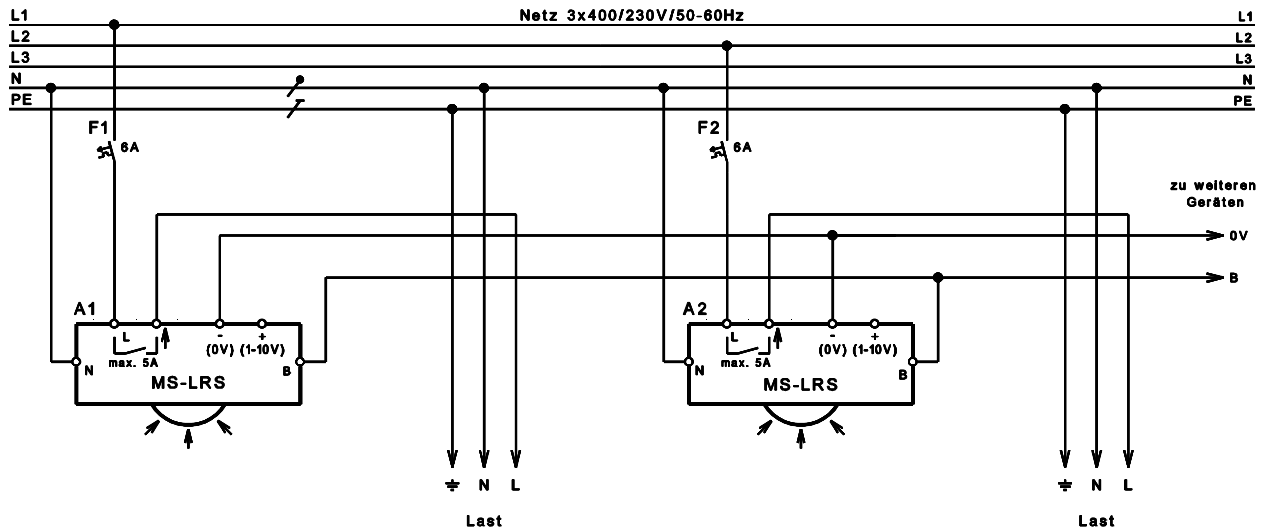 L1 Netz 3x400/230V/50-60Hz L1
L2 L2
L3 L3
N N
PE PE
F1 F2
6A 6A
zu weiteren
Geräten
0V
B
A1 A2
L - + L - +
(0V) (1-10V) (0V) (1-10V)
max. 5A max. 5A
N B N B
MS-LRS MS-LRS
N L N L
Last Last